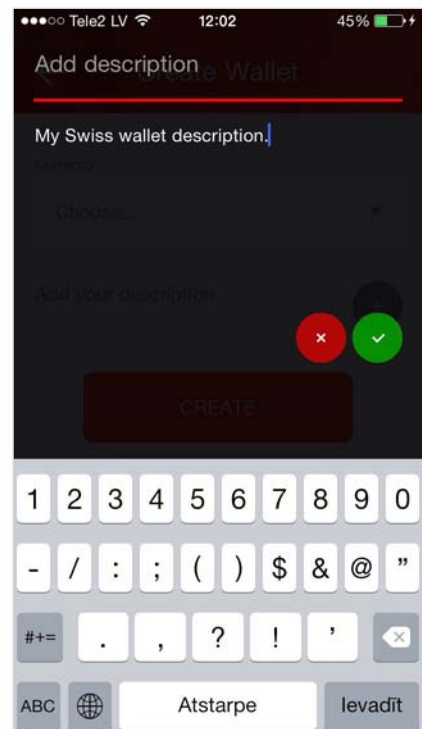 Tele2 LV 12:02 45%
Add description
Create Wallet
My Swiss wallet description.
Currency
Choose...
Add your description...
CREATE
1 2 3 4 5 6 7 8 9 0
- / : ; ( ) $ & @ "
#+= . , ? ! '
ABC Atstarpe Ievadīt